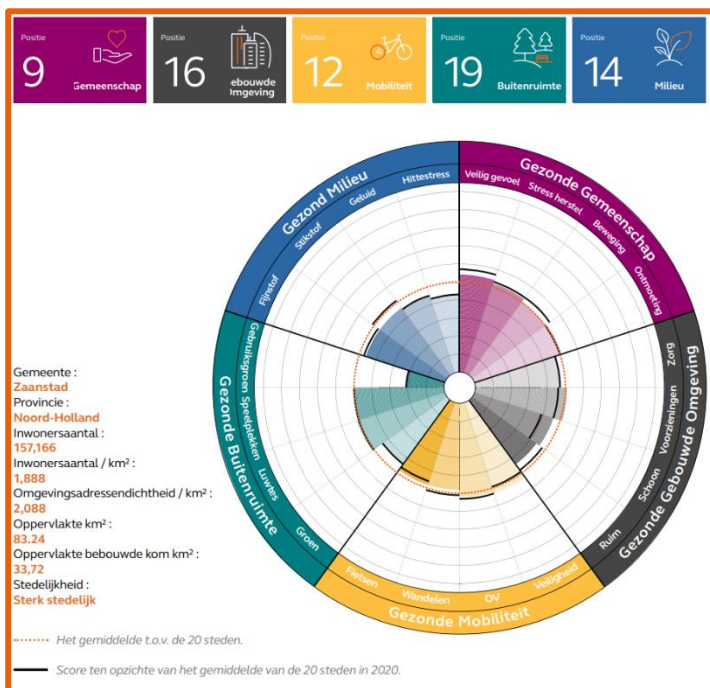 Positie
9
Gemeenschap
Positie
16
ebouwde
mgeving
Positie
12
Mobiliteit
Positie
19
Buitenruimte
Positie
14
Milieu
Gezond Milieu
Fijnstof
Stikstof
Geluid
Hittestress
Gezonde Gemeenschap
Veilig gevoel
Stress herstel
Beweging
Ontmoeting
Gezonde Gebouwde Omgeving
Zorg
Voorzieningen
Schoon
Ruim
Gezonde Mobiliteit
Fietsen
Wandelen
OV
Veiligheid
Gezonde Buitenruimte
Gebruiksgroen
Speelplekken
Luwtes
Groen
Gemeente :
Zaanstad
Provincie :
Noord-Holland
Inwonersaantal :
157,166
Inwonersaantal / km² :
1,888
Omgevingsadressendichtheid / km² :
2,088
Oppervlakte km² :
83.24
Oppervlakte bebouwde kom km² :
33,72
Stedelijkheid :
Sterk stedelijk
Het gemiddelde t.o.v. de 20 steden.
Score ten opzichte van het gemiddelde van de 20 steden in 2020.